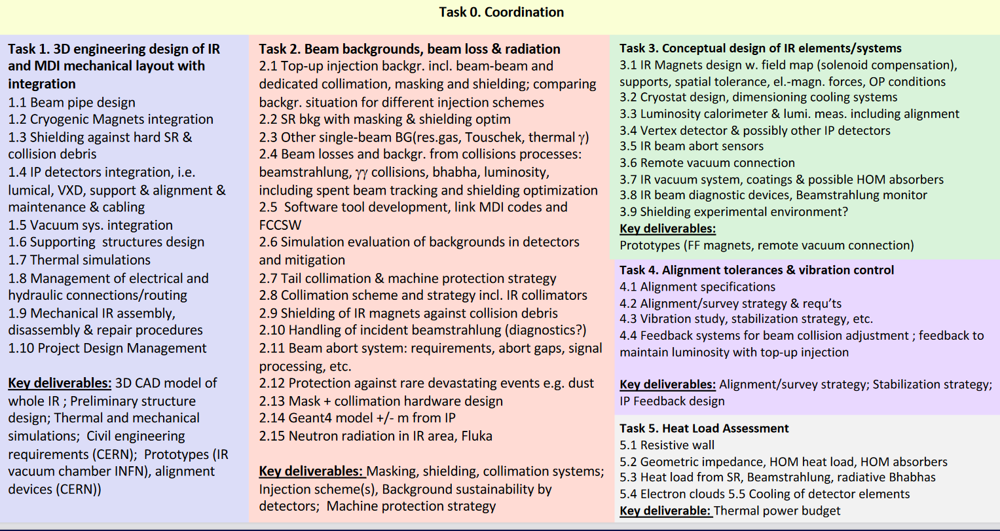 Task 0. Coordination
Task 1. 3D engineering design of IR
and MDI mechanical layout with
integration
1.1 Beam pipe design
1.2 Cryogenic Magnets integration
1.3 Shielding against hard SR &
collision debris
1.4 IP detectors integration, i.e.
lumical, VXD, support & alignment &
maintenance & cabling
1.5 Vacuum sys. integration
1.6 Supporting  structures design
1.7 Thermal simulations
1.8 Management of electrical and
hydraulic connections/routing
1.9 Mechanical IR assembly,
disassembly & repair procedures
1.10 Project Design Management
Key deliverables: 3D CAD model of
whole IR ; Preliminary structure
design; Thermal and mechanical
simulations;  Civil engineering
requirements (CERN);  Prototypes (IR
vacuum chamber INFN), alignment
devices (CERN))
Task 2. Beam backgrounds, beam loss & radiation
2.1 Top-up injection backgr. incl. beam-beam and
dedicated collimation, masking and shielding; comparing
backgr. situation for different injection schemes
2.2 SR bkg with masking & shielding optim
2.3 Other single-beam BG(res.gas, Touschek, thermal γ)
2.4 Beam losses and backgr. from collisions processes:
beamstrahlung, γγ collisions, bhabha, luminosity,
including spent beam tracking and shielding optimization
2.5  Software tool development, link MDI codes and
FCCSW
2.6 Simulation evaluation of backgrounds in detectors
and mitigation
2.7 Tail collimation & machine protection strategy
2.8 Collimation scheme and strategy incl. IR collimators
2.9 Shielding of IR magnets against collision debris
2.10 Handling of incident beamstrahlung (diagnostics?)
2.11 Beam abort system: requirements, abort gaps, signal
processing, etc.
2.12 Protection against rare devastating events e.g. dust
2.13 Mask + collimation hardware design
2.14 Geant4 model +/- m from IP
2.15 Neutron radiation in IR area, Fluka
Key deliverables: Masking, shielding, collimation systems;
Injection scheme(s), Background sustainability by
detectors;  Machine protection strategy
Task 3. Conceptual design of IR elements/systems
3.1 IR Magnets design w. field map (solenoid compensation),
supports, spatial tolerance, el.-magn. forces, OP conditions
3.2 Cryostat design, dimensioning cooling systems
3.3 Luminosity calorimeter & lumi. meas. including alignment
3.4 Vertex detector & possibly other IP detectors
3.5 IR beam abort sensors
3.6 Remote vacuum connection
3.7 IR vacuum system, coatings & possible HOM absorbers
3.8 IR beam diagnostic devices, Beamstrahlung monitor
3.9 Shielding experimental environment?
Key deliverables:
Prototypes (FF magnets, remote vacuum connection)
Task 4. Alignment tolerances & vibration control
4.1 Alignment specifications
4.2 Alignment/survey strategy & requ’ts
4.3 Vibration study, stabilization strategy, etc.
4.4 Feedback systems for beam collision adjustment ; feedback to
maintain luminosity with top-up injection
Key deliverables: Alignment/survey strategy; Stabilization strategy;
IP Feedback design
Task 5. Heat Load Assessment
5.1 Resistive wall
5.2 Geometric impedance, HOM heat load, HOM absorbers
5.3 Heat load from SR, Beamstrahlung, radiative Bhabhas
5.4 Electron clouds 5.5 Cooling of detector elements
Key deliverable: Thermal power budget